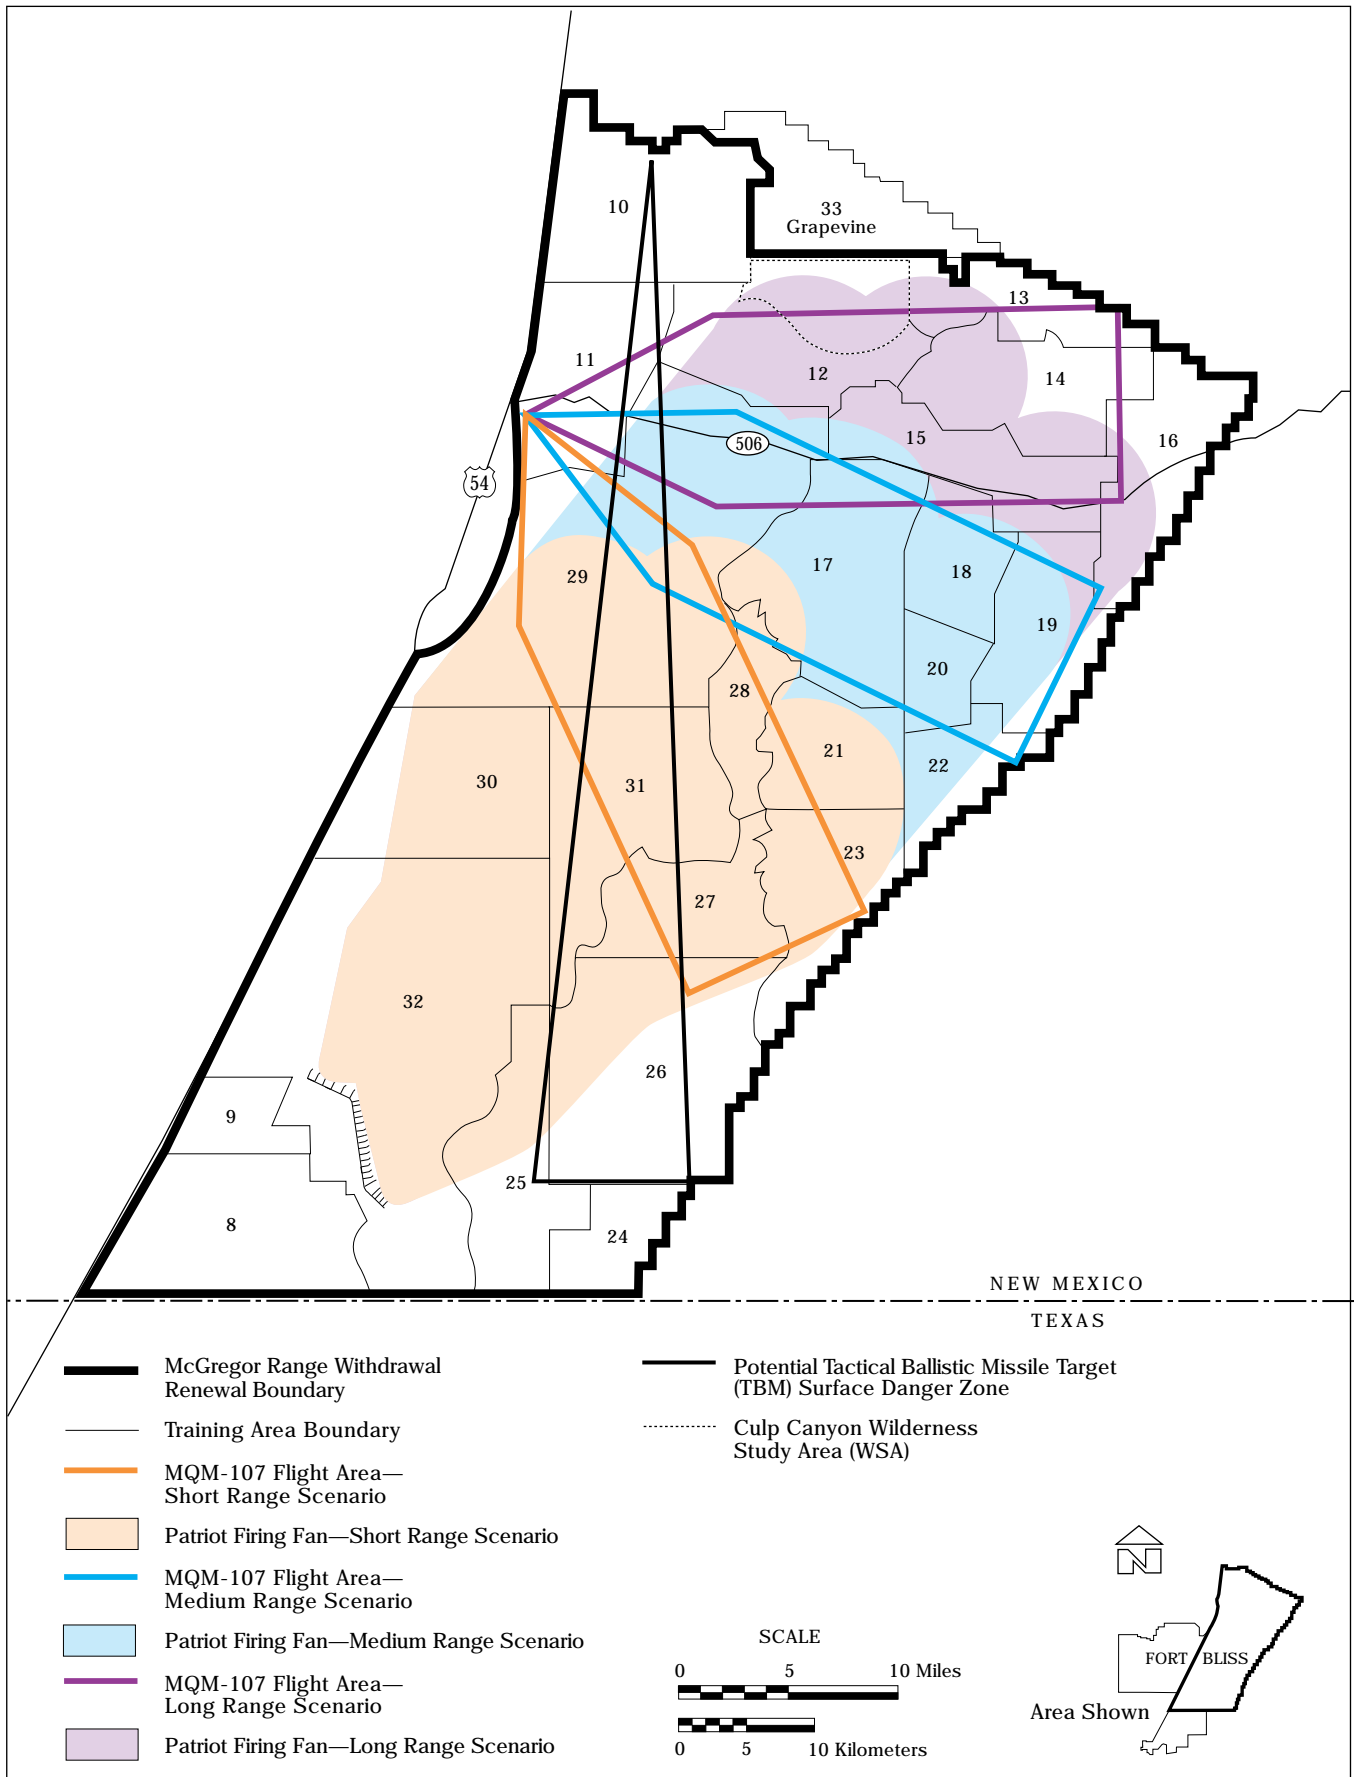 10
33
Grapevine
13
11
12
14
15
16
506
54
17
18
29
19
20
28
21
22
30
31
23
27
32
26
9
25
8
24
NEW MEXICO
TEXAS
McGregor Range Withdrawal
Renewal Boundary
Training Area Boundary
MQM-107 Flight Area—
Short Range Scenario
Patriot Firing Fan—Short Range Scenario
MQM-107 Flight Area—
Medium Range Scenario
Patriot Firing Fan—Medium Range Scenario
MQM-107 Flight Area—
Long Range Scenario
Patriot Firing Fan—Long Range Scenario
Potential Tactical Ballistic Missile Target
(TBM) Surface Danger Zone
Culp Canyon Wilderness
Study Area (WSA)
SCALE
0 5 10 Miles
0 5 10 Kilometers
N
FORT BLISS
Area Shown